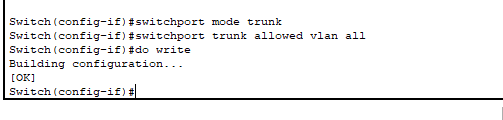 Switch(config-if)#switchport mode trunk
Switch(config-if)#switchport trunk allowed vlan all
Switch(config-if)#do write
Building configuration...
[OK]
Switch(config-if)#